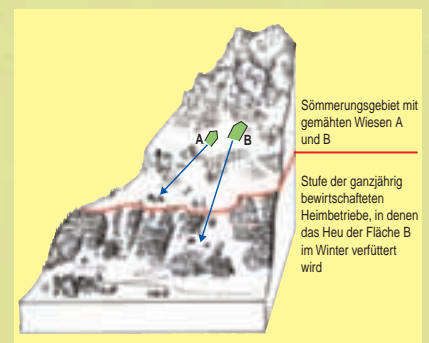 Sömmerungsgebiet mit
gemähten Wiesen A
und B
A
B
Stufe der ganzjährig
bewirtschafteten
Heimbetriebe, in denen
das Heu der Fläche B
im Winter verfüttert
wird